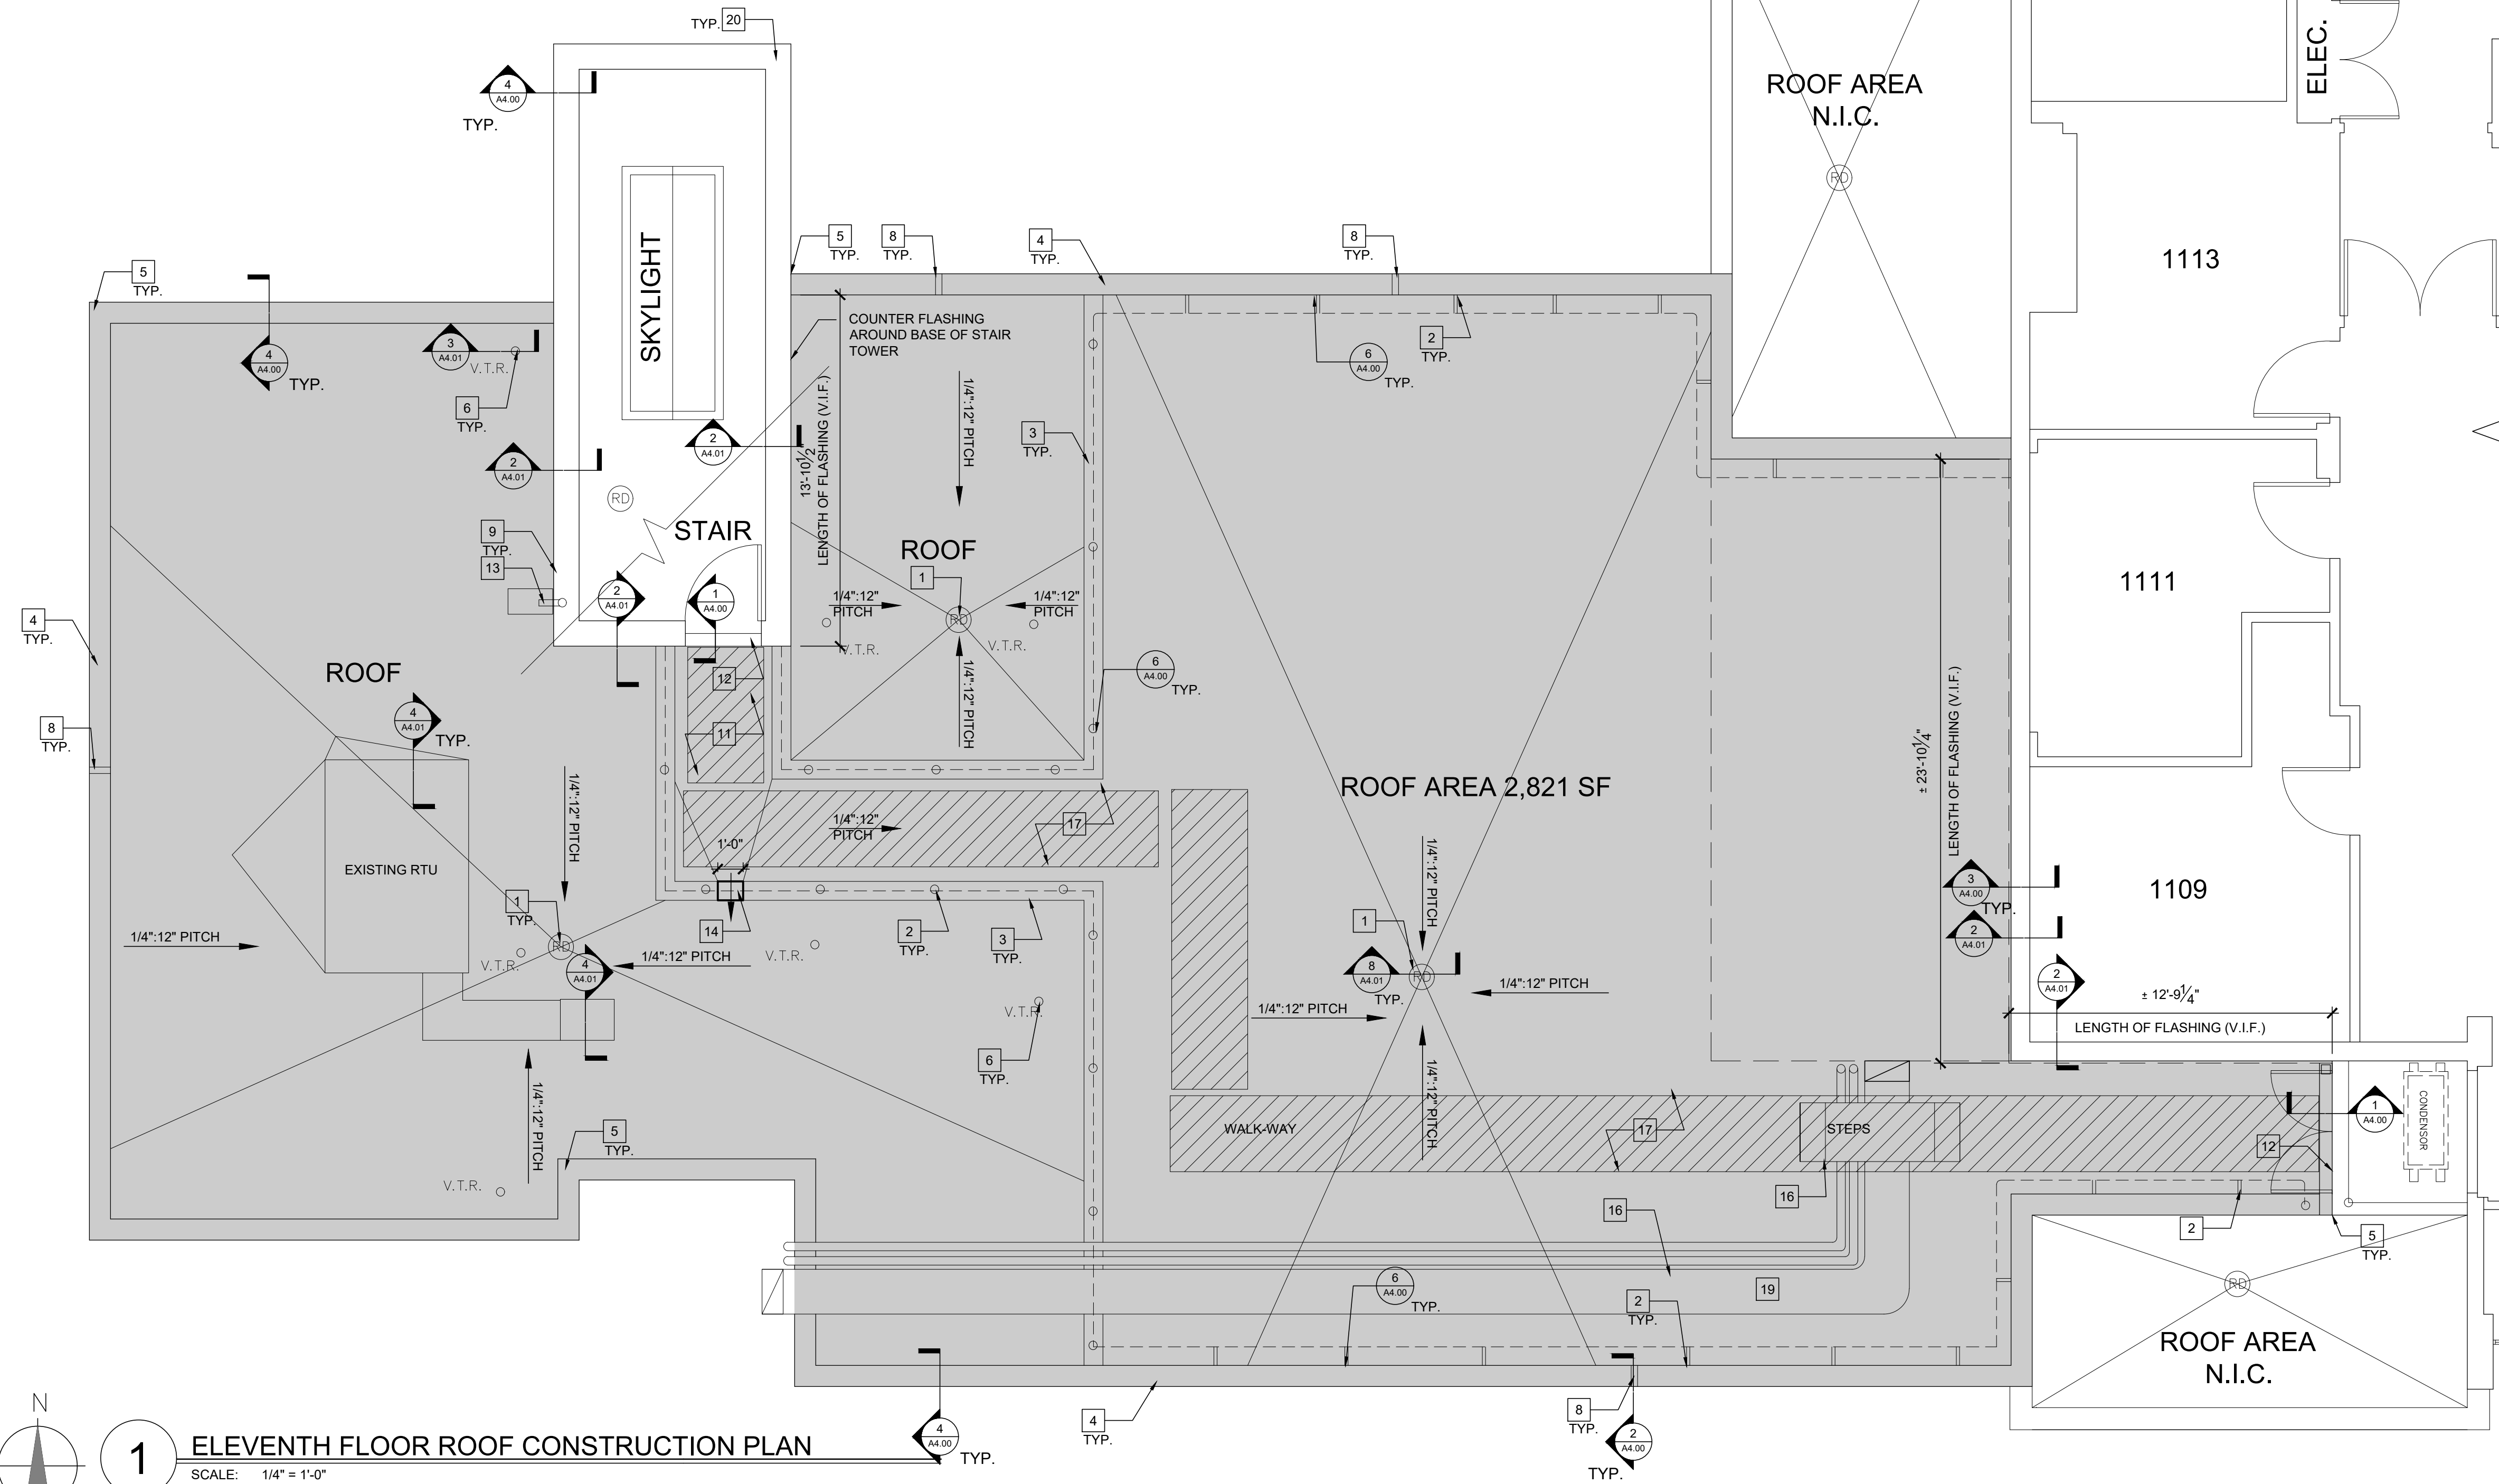 TYP. 20
4
A4.00
TYP.
ROOF AREA
N.I.C.
RD
ELEC.
1113
5
TYP.
8
TYP.
4
TYP.
8
TYP.
5
TYP.
SKYLIGHT
COUNTER FLASHING
AROUND BASE OF STAIR
TOWER
4
A4.00
TYP.
3
A4.01
V.T.R.
6
TYP.
2
TYP.
6
A4.00
TYP.
2
A4.01
2
A4.01
13'-10½
LENGTH OF FLASHING (V.I.F.)
1/4":12" PITCH
3
TYP.
RD
STAIR
9
TYP.
13
ROOF
1
1/4":12"
PITCH
1/4":12"
PITCH
RD
V.T.R.
V.T.R.
1/4":12" PITCH
2
A4.01
1
A4.00
1111
4
TYP.
ROOF
12
6
A4.00
TYP.
8
TYP.
4
A4.01
TYP.
11
ROOF AREA 2,821 SF
± 23'-10¼"
LENGTH OF FLASHING (V.I.F.)
1/4":12" PITCH
1/4":12"
PITCH
17
1'-0"
EXISTING RTU
1
TYP.
RD
14
2
TYP.
3
TYP.
1/4":12" PITCH
1/4":12" PITCH
V.T.R.
V.T.R.
4
A4.01
V.T.R.
6
TYP.
1/4":12" PITCH
V.T.R.
5
TYP.
1/4":12" PITCH
1
8
A4.01
TYP.
RD
1/4":12" PITCH
1/4":12" PITCH
1/4":12" PITCH
3
A4.00
TYP.
2
A4.01
1109
2
A4.01
± 12'-9¼"
LENGTH OF FLASHING (V.I.F.)
WALK-WAY
17
STEPS
1
A4.00
CONDENSOR
12
16
16
2
5
TYP.
6
A4.00
TYP.
2
TYP.
19
RD
ROOF AREA
N.I.C.
4
A4.00
TYP.
4
TYP.
8
TYP.
2
A4.00
TYP.
N
1
ELEVENTH FLOOR ROOF CONSTRUCTION PLAN
SCALE: 1/4" = 1'-0"